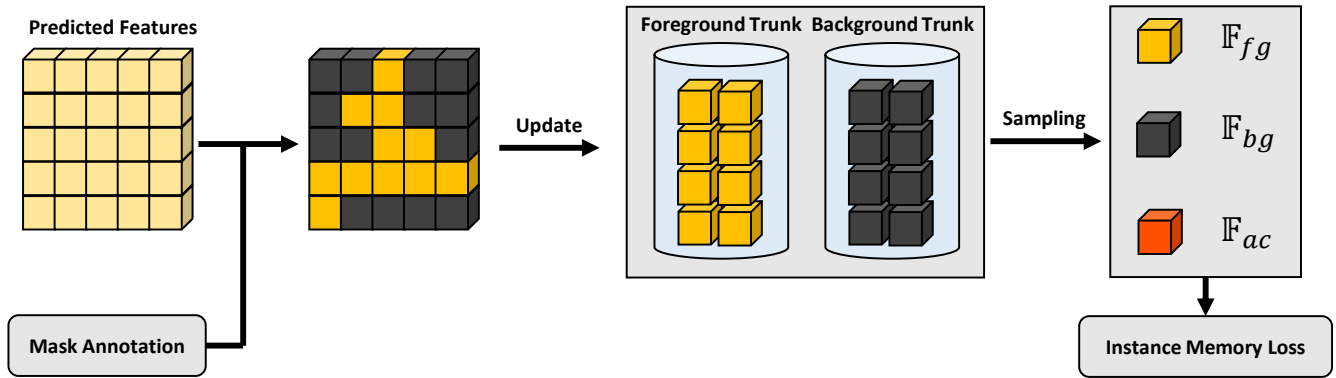 Predicted Features
Foreground Trunk
Background Trunk
Update
Sampling
𝔽fg
𝔽bg
𝔽ac
Mask Annotation
Instance Memory Loss